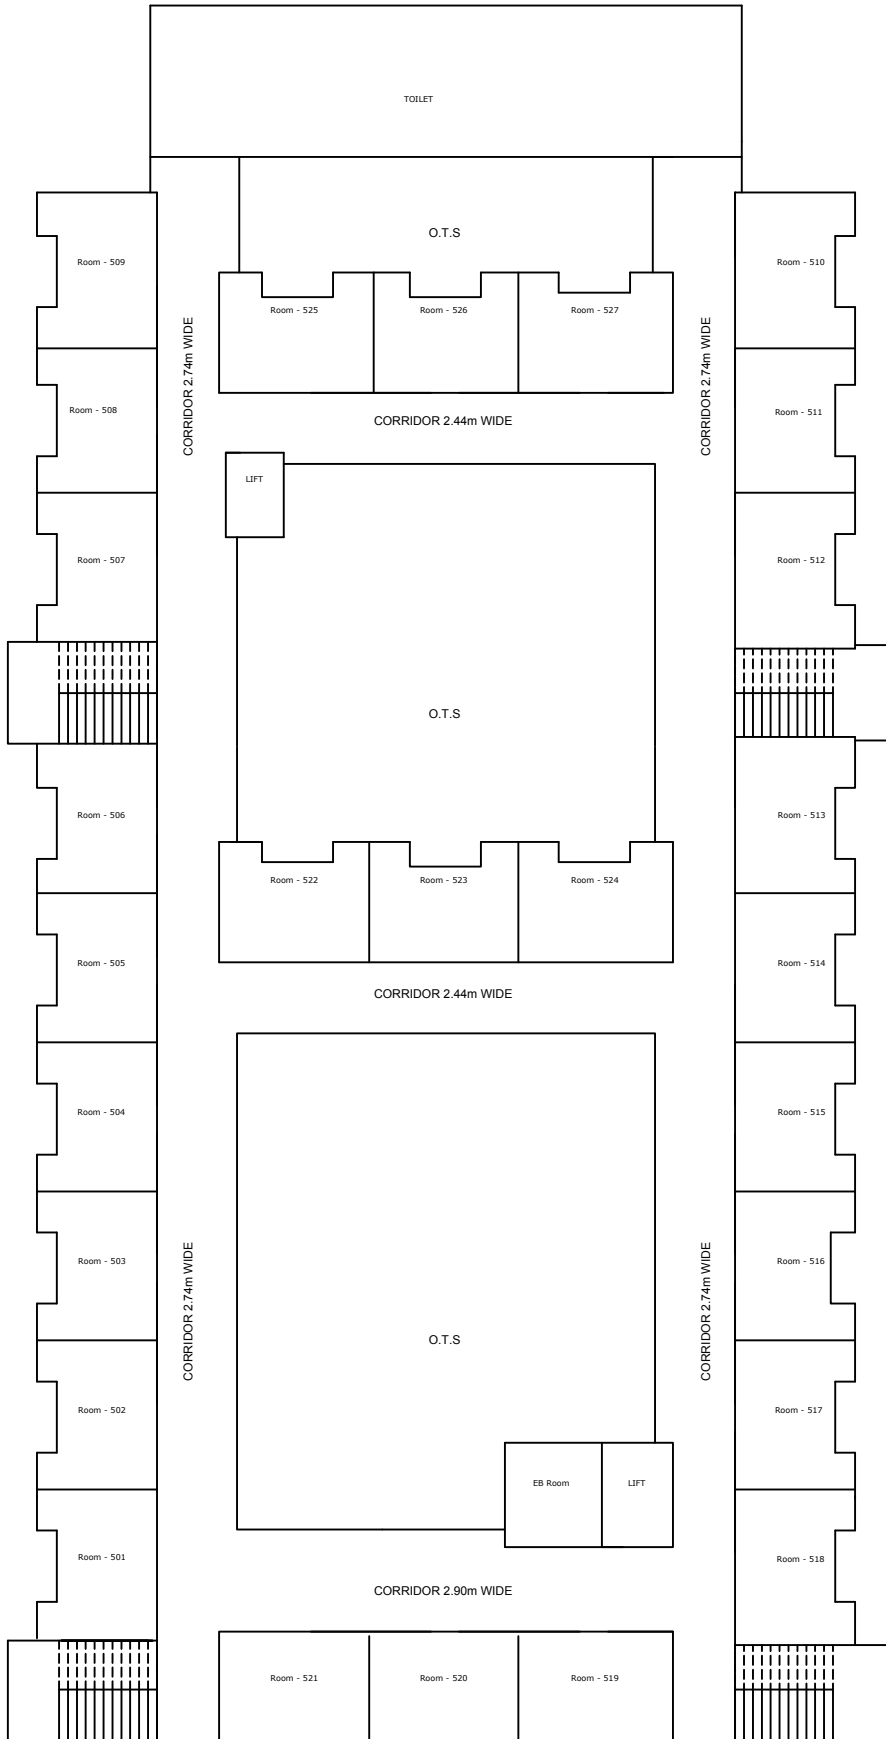 TOILET
O.T.S
Room - 509
Room - 510
Room - 525
Room - 526
Room - 527
CORRIDOR 2.74m WIDE
CORRIDOR 2.74m WIDE
Room - 508
Room - 511
CORRIDOR 2.44m WIDE
LIFT
Room - 507
Room - 512
O.T.S
Room - 506
Room - 513
Room - 522
Room - 523
Room - 524
Room - 505
Room - 514
CORRIDOR 2.44m WIDE
Room - 504
Room - 515
Room - 503
Room - 516
CORRIDOR 2.74m WIDE
CORRIDOR 2.74m WIDE
O.T.S
Room - 502
Room - 517
EB Room
LIFT
Room - 501
Room - 518
CORRIDOR 2.90m WIDE
Room - 521
Room - 520
Room - 519